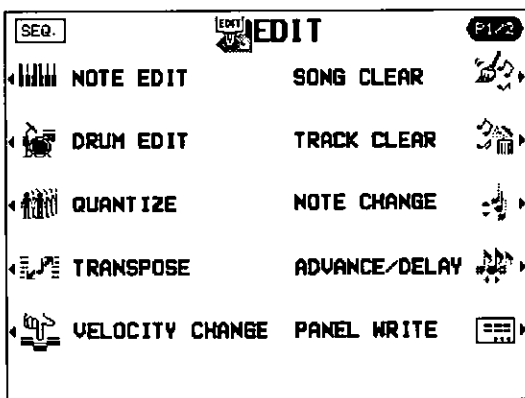 SEQ. EDIT EDIT P1/2
NOTE EDIT SONG CLEAR
DRUM EDIT TRACK CLEAR
QUANTIZE NOTE CHANGE
TRANSPOSE ADVANCE/DELAY
VELOCITY CHANGE PANEL WRITE